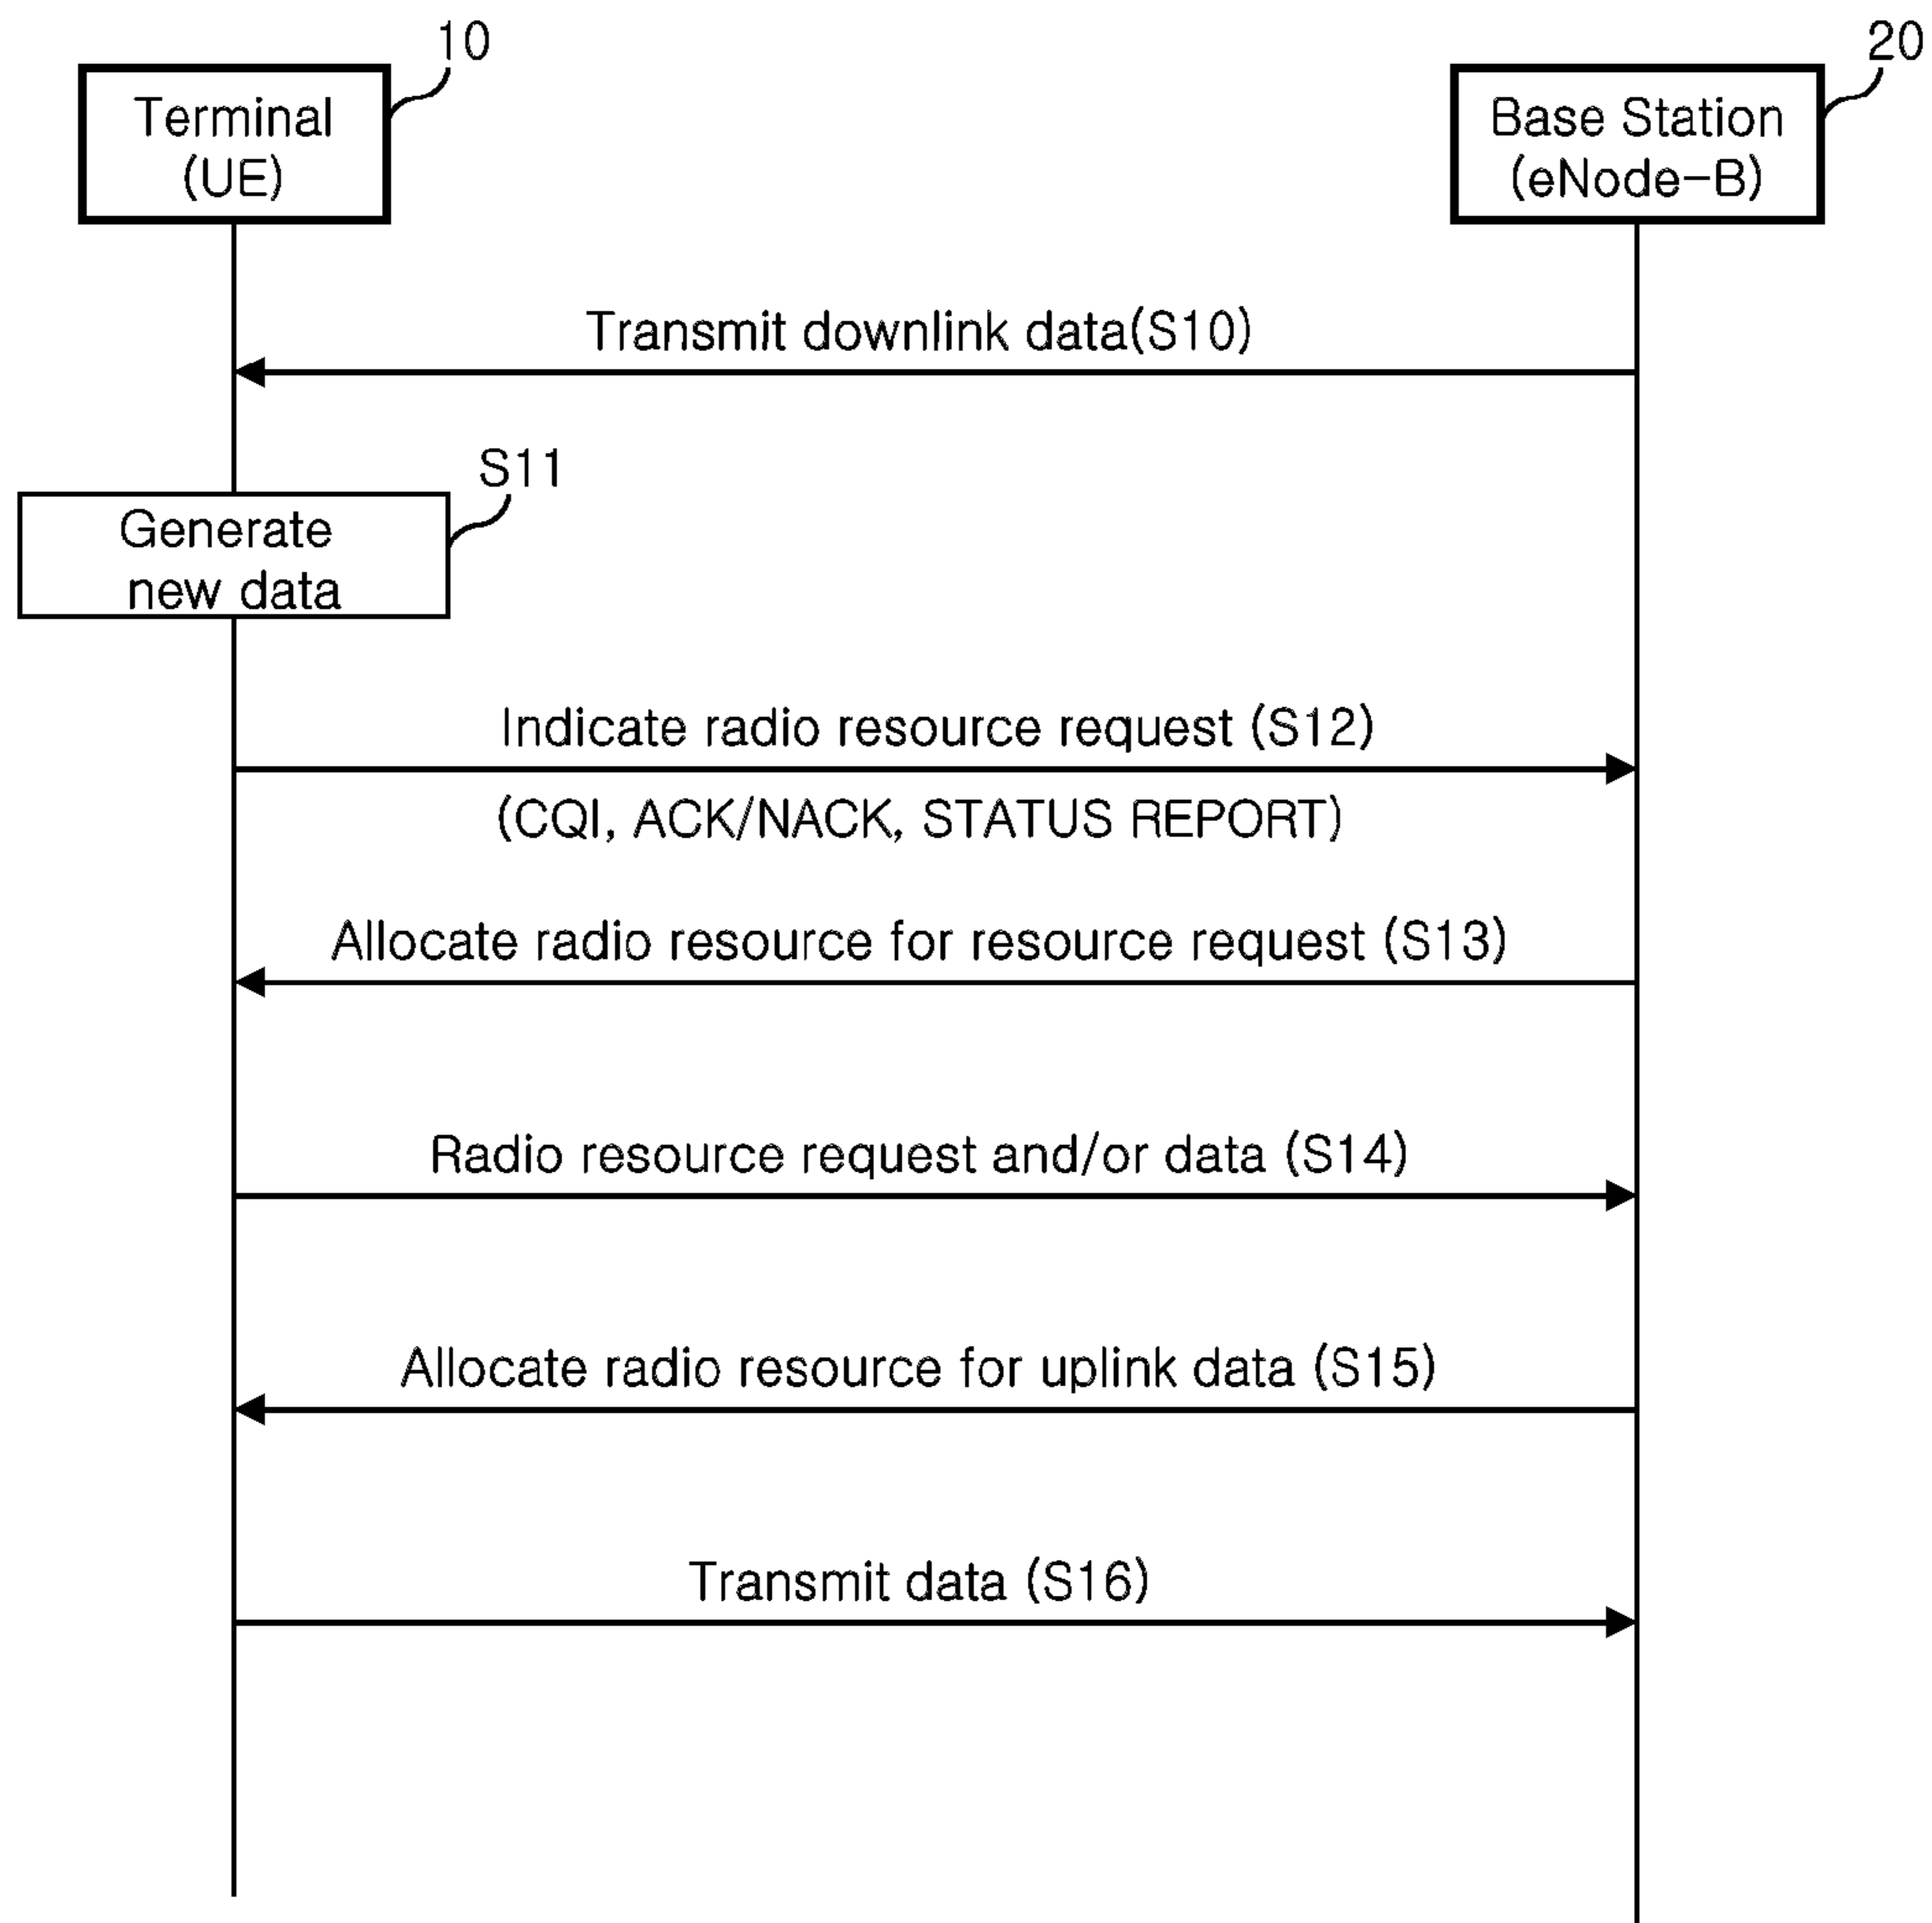 10
20
Terminal
(UE)
Base Station
(eNode-B)
Transmit downlink data(S10)
S11
Generate
new data
Indicate radio resource request (S12)
(CQI, ACK/NACK, STATUS REPORT)
Allocate radio resource for resource request (S13)
Radio resource request and/or data (S14)
Allocate radio resource for uplink data (S15)
Transmit data (S16)